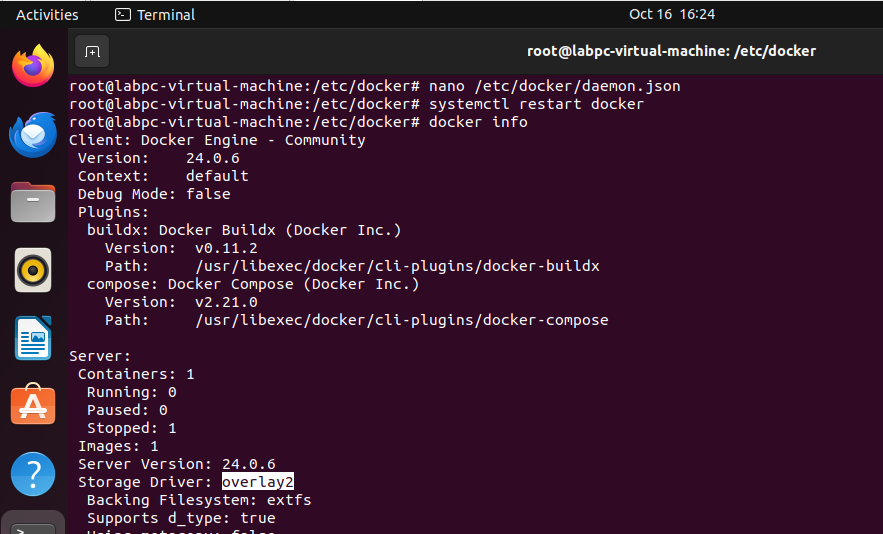 Activities Terminal Oct 16 16:24
root@labpc-virtual-machine: /etc/docker
root@labpc-virtual-machine:/etc/docker# nano /etc/docker/daemon.json
root@labpc-virtual-machine:/etc/docker# systemctl restart docker
root@labpc-virtual-machine:/etc/docker# docker info
Client: Docker Engine - Community
Version: 24.0.6
Context: default
Debug Mode: false
Plugins:
buildx: Docker Buildx (Docker Inc.)
Version: v0.11.2
Path: /usr/libexec/docker/cli-plugins/docker-buildx
compose: Docker Compose (Docker Inc.)
Version: v2.21.0
Path: /usr/libexec/docker/cli-plugins/docker-compose
Server:
Containers: 1
Running: 0
Paused: 0
Stopped: 1
Images: 1
Server Version: 24.0.6
Storage Driver: overlay2
Backing Filesystem: extfs
Supports d_type: true